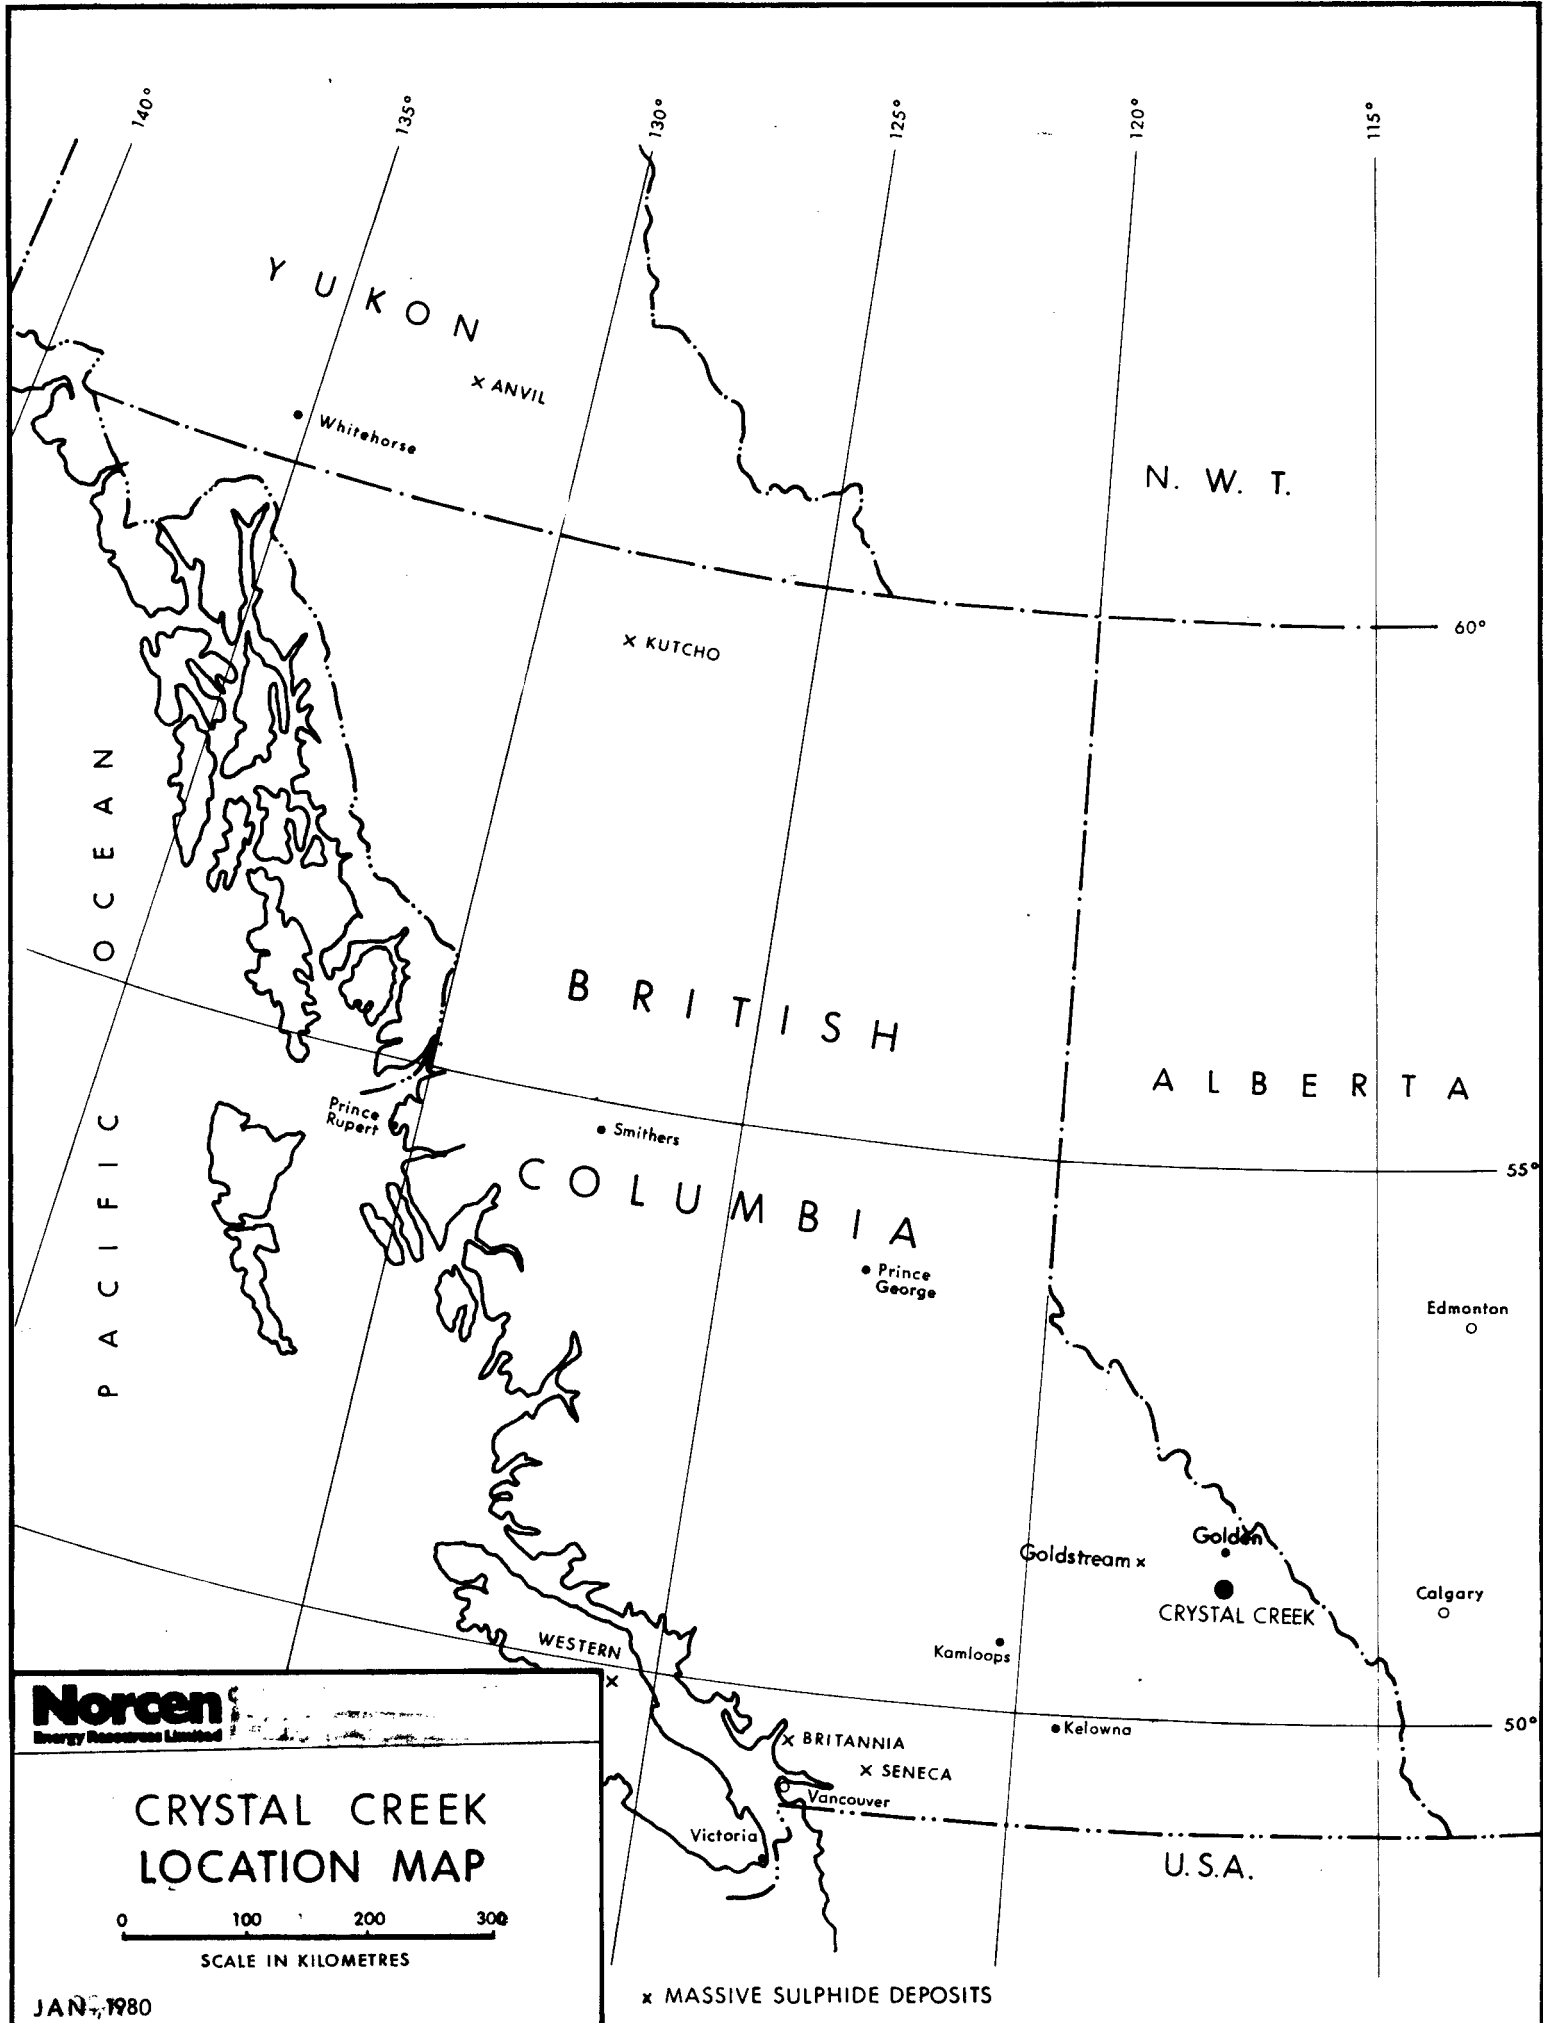 140°
135°
130°
125°
120°
115°
YUKON
x ANVIL
Whitehorse
N. W. T.
60°
x KUTCHO
PACIFIC OCEAN
BRITISH
COLUMBIA
ALBERTA
Prince
Rupert
Smithers
55°
Prince
George
Edmonton
Golden
Goldstream x
CRYSTAL CREEK
Calgary
Kamloops
WESTERN
x
50°
Kelowna
x BRITANNIA
x SENECA
Vancouver
Victoria
U.S.A.
Norcen
Energy Resources Limited
CRYSTAL CREEK
LOCATION MAP
0 100 200 300
SCALE IN KILOMETRES
JAN., 1980
x MASSIVE SULPHIDE DEPOSITS